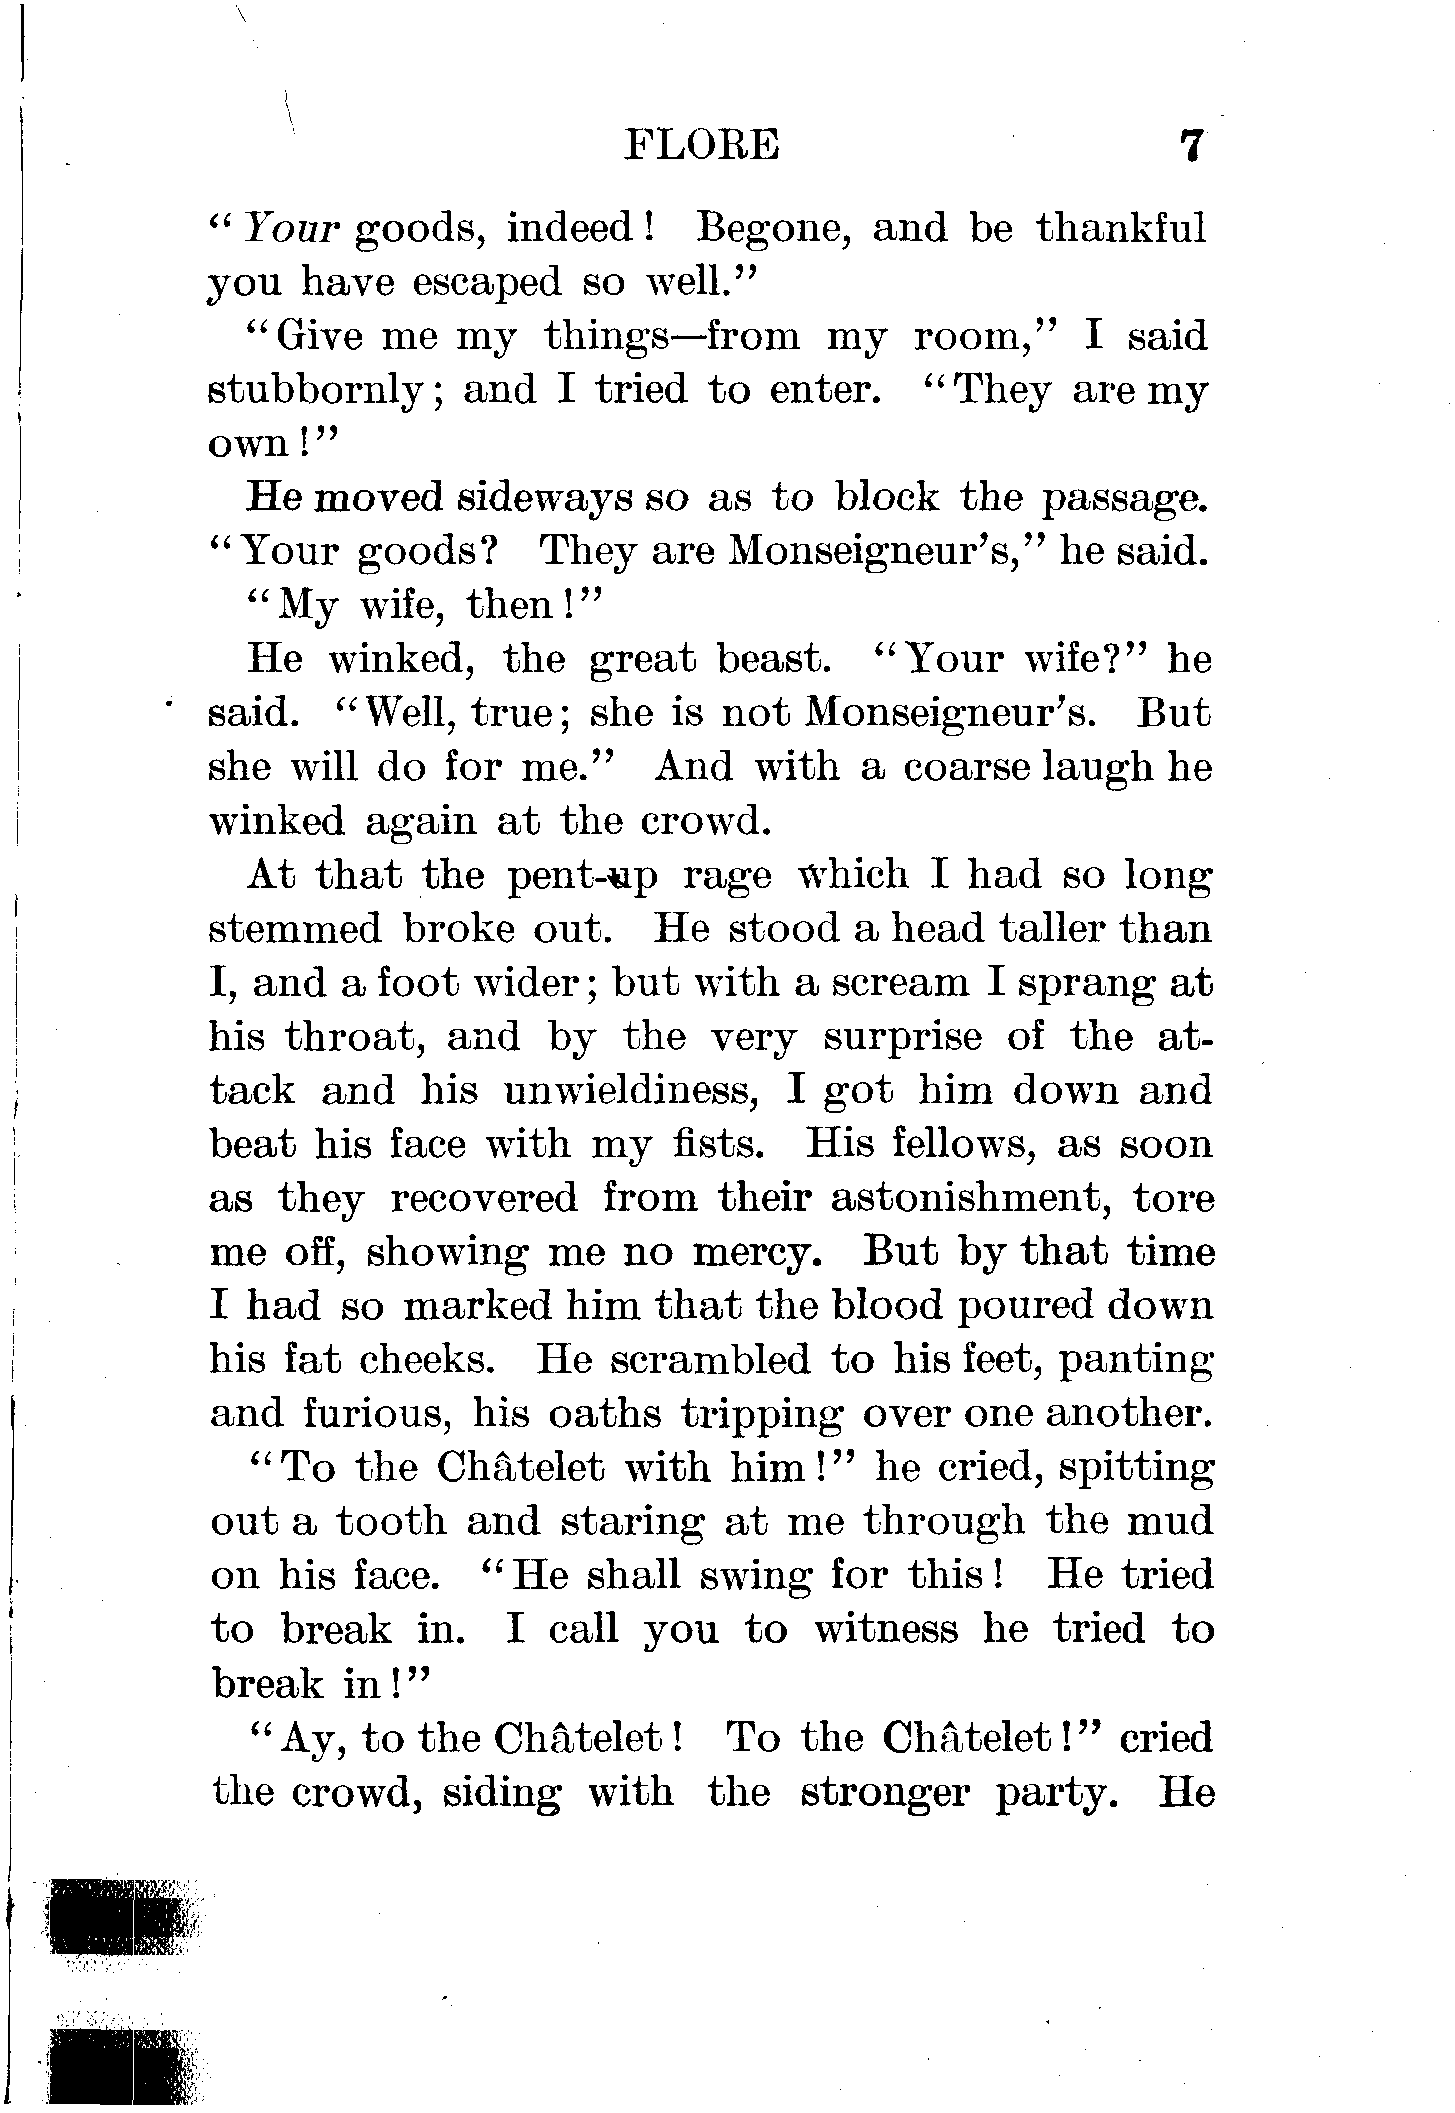 FLORE 7
“Your goods, indeed! Begone, and be thankful
you have escaped so well.”
“Give me my things—from my room,” I said
stubbornly; and I tried to enter. “They are my
own!”
He moved sideways so as to block the passage.
“Your goods? They are Monseigneur’s,” he said.
“My wife, then!”
He winked, the great beast. “Your wife?” he
said. “Well, true; she is not Monseigneur’s. But
she will do for me.” And with a coarse laugh he
winked again at the crowd.
At that the pent-up rage which I had so long
stemmed broke out. He stood a head taller than
I, and a foot wider; but with a scream I sprang at
his throat, and by the very surprise of the at-
tack and his unwieldiness, I got him down and
beat his face with my fists. His fellows, as soon
as they recovered from their astonishment, tore
me off, showing me no mercy. But by that time
I had so marked him that the blood poured down
his fat cheeks. He scrambled to his feet, panting
and furious, his oaths tripping over one another.
“To the Châtelet with him!” he cried, spitting
out a tooth and staring at me through the mud
on his face. “He shall swing for this! He tried
to break in. I call you to witness he tried to
break in!”
“Ay, to the Châtelet! To the Châtelet!” cried
the crowd, siding with the stronger party. He